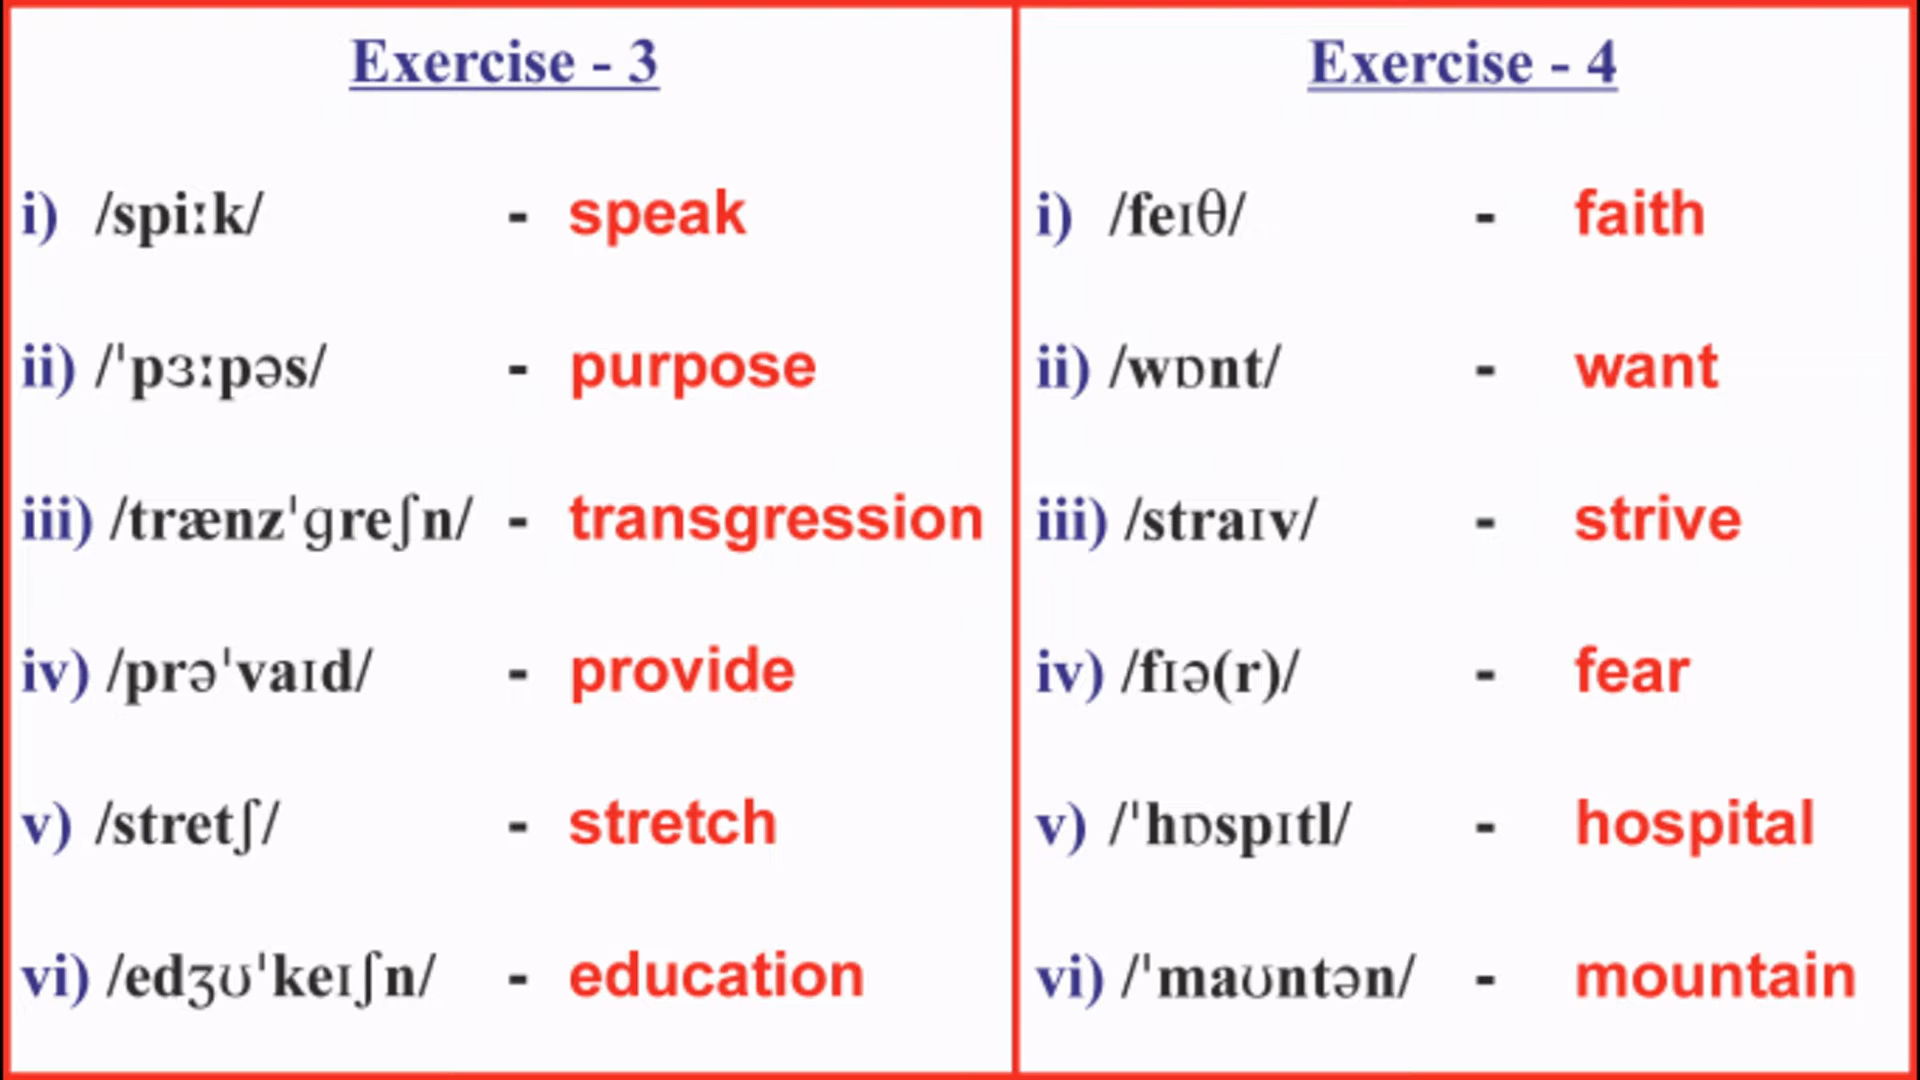 Exercise - 3
i) /spiːk/ - speak
ii) /ˈpɜːpəs/ - purpose
iii) /trænzˈɡreʃn/ - transgression
iv) /prəˈvaɪd/ - provide
v) /stretʃ/ - stretch
vi) /edʒʊˈkeɪʃn/ - education
Exercise - 4
i) /feɪθ/ - faith
ii) /wɒnt/ - want
iii) /straɪv/ - strive
iv) /fɪə(r)/ - fear
v) /ˈhɒspɪtl/ - hospital
vi) /ˈmaʊntən/ - mountain